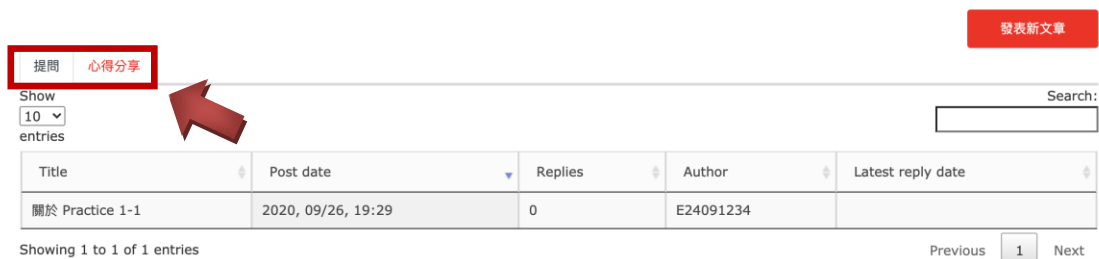 發表新文章
提問 心得分享
Show Search:
10
entries
Title Post date Replies Author Latest reply date
關於 Practice 1-1 2020, 09/26, 19:29 0 E24091234
Showing 1 to 1 of 1 entries Previous 1 Next